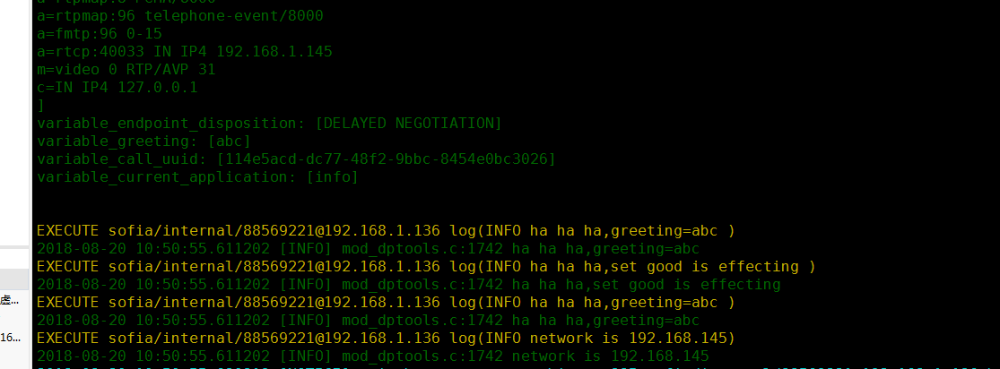 a=rtpmap:96 telephone-event/8000
a=fmtp:96 0-15
a=rtcp:40033 IN IP4 192.168.1.145
m=video 0 RTP/AVP 31
c=IN IP4 127.0.0.1
]
variable_endpoint_disposition: [DELAYED NEGOTIATION]
variable_greeting: [abc]
variable_call_uuid: [114e5acd-dc77-48f2-9bbc-8454e0bc3026]
variable_current_application: [info]
EXECUTE sofia/internal/88569221@192.168.1.136 log(INFO ha ha ha,greeting=abc )
2018-08-20 10:50:55.611202 [INFO] mod_dptools.c:1742 ha ha ha,greeting=abc
EXECUTE sofia/internal/88569221@192.168.1.136 log(INFO ha ha ha,set good is effecting )
2018-08-20 10:50:55.611202 [INFO] mod_dptools.c:1742 ha ha ha,set good is effecting
虚...
EXECUTE sofia/internal/88569221@192.168.1.136 log(INFO ha ha ha,greeting=abc )
2018-08-20 10:50:55.611202 [INFO] mod_dptools.c:1742 ha ha ha,greeting=abc
16...
EXECUTE sofia/internal/88569221@192.168.1.136 log(INFO network is 192.168.145)
2018-08-20 10:50:55.611202 [INFO] mod_dptools.c:1742 network is 192.168.145